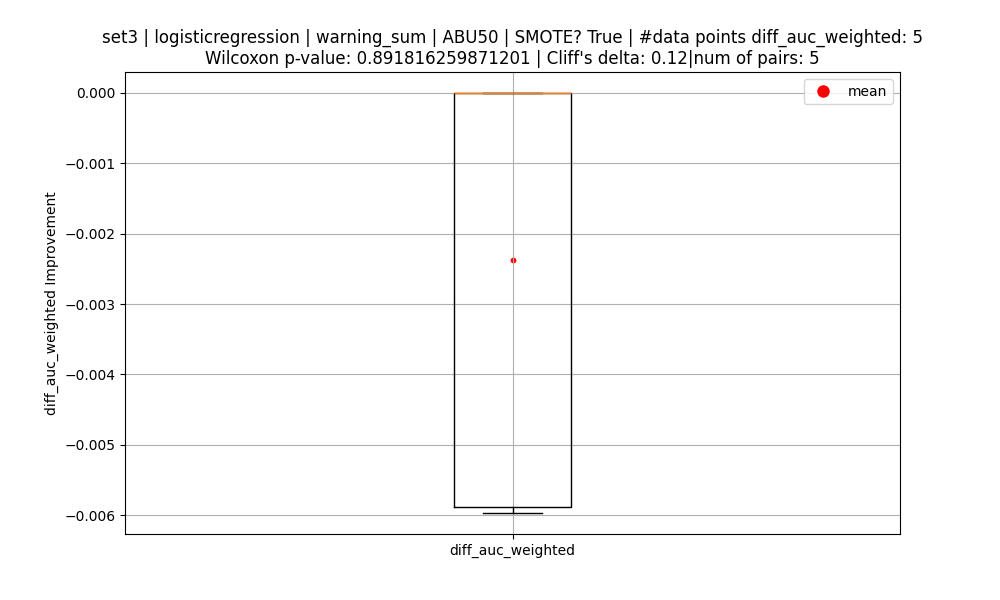 set3 | logisticregression | warning_sum | ABU50 | SMOTE? True | #data points diff_auc_weighted: 5
Wilcoxon p-value: 0.891816259871201 | Cliff's delta: 0.12|num of pairs: 5
mean
0.000
−0.001
−0.002
−0.003
−0.004
−0.005
−0.006
diff_auc_weighted Improvement
diff_auc_weighted